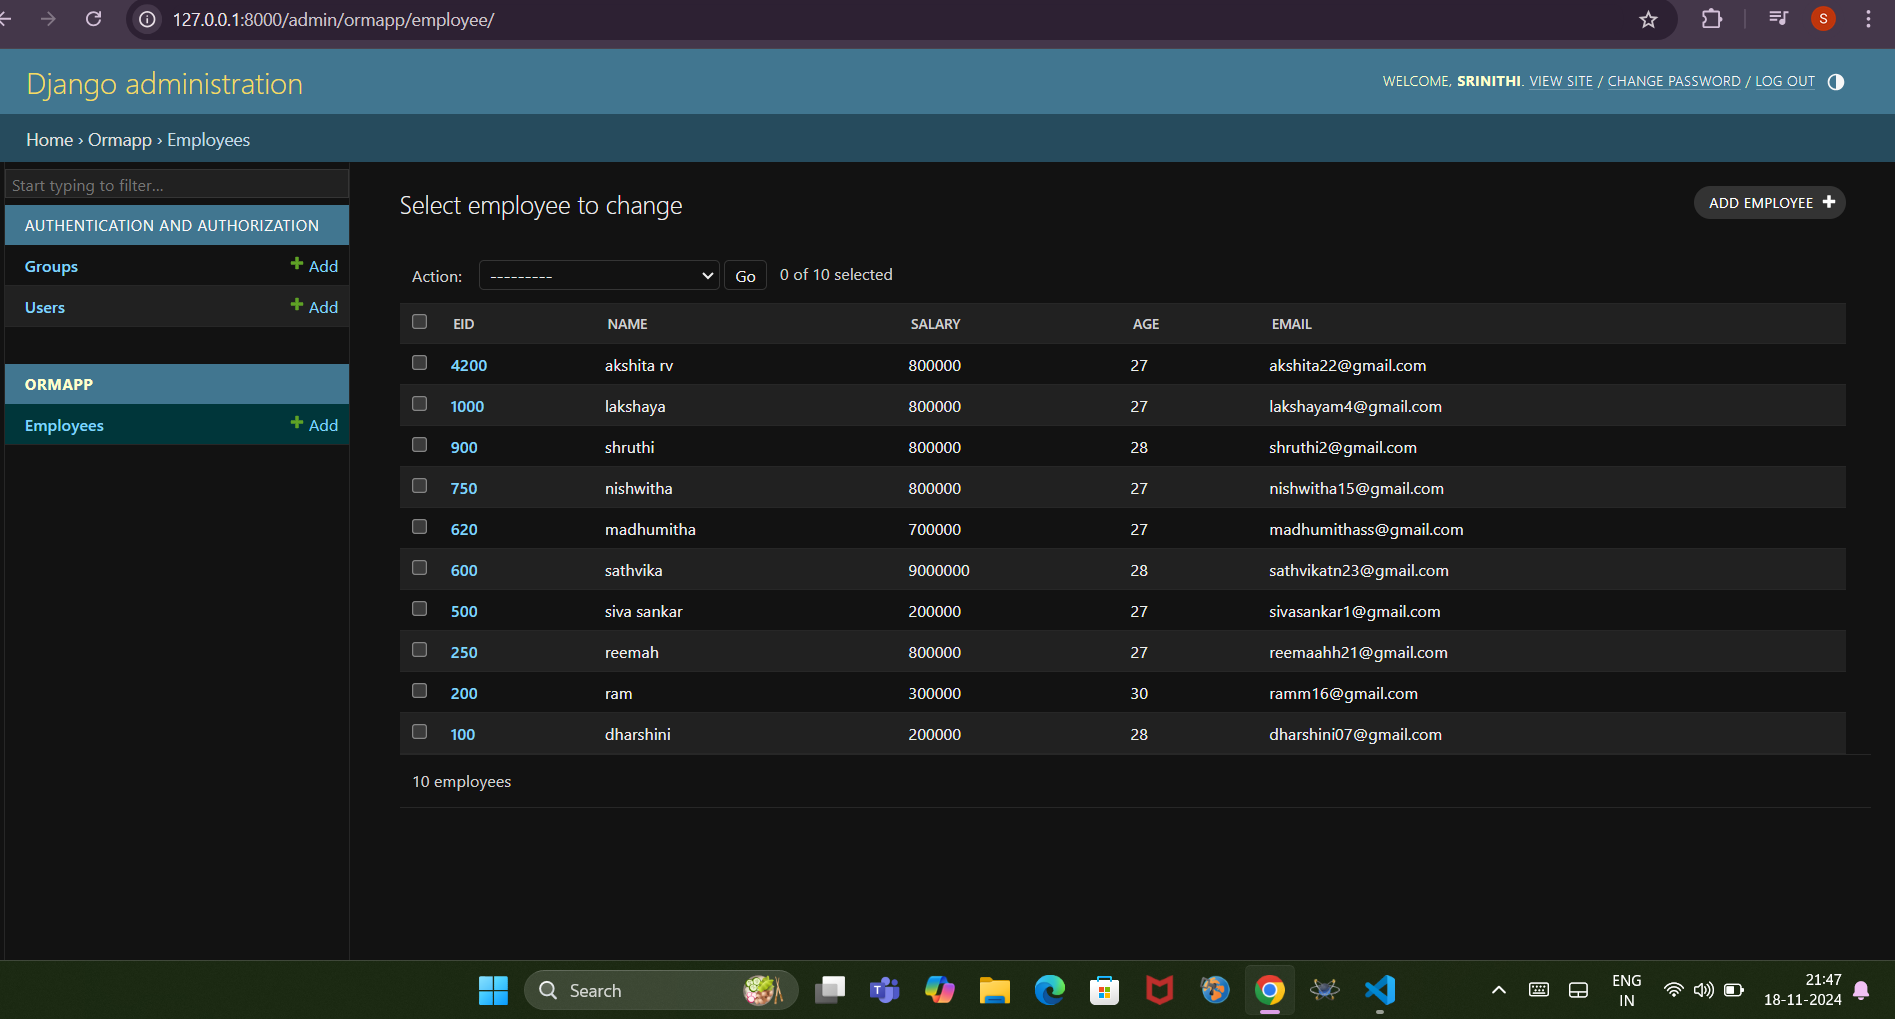 127.0.0.1:8000/admin/ormapp/employee/
S
Django administration
WELCOME, SRINITHI. VIEW SITE / CHANGE PASSWORD / LOG OUT
Home › Ormapp › Employees
Start typing to filter...
AUTHENTICATION AND AUTHORIZATION
Groups + Add
Users + Add
ORMAPP
Employees + Add
Select employee to change
ADD EMPLOYEE +
Action: --------- Go 0 of 10 selected
EID NAME SALARY AGE EMAIL
4200 akshita rv 800000 27 akshita22@gmail.com
1000 lakshaya 800000 27 lakshayam4@gmail.com
900 shruthi 800000 28 shruthi2@gmail.com
750 nishwitha 800000 27 nishwitha15@gmail.com
620 madhumitha 700000 27 madhumithass@gmail.com
600 sathvika 9000000 28 sathvikatn23@gmail.com
500 siva sankar 200000 27 sivasankar1@gmail.com
250 reemah 800000 27 reemaahh21@gmail.com
200 ram 300000 30 ramm16@gmail.com
100 dharshini 200000 28 dharshini07@gmail.com
10 employees
Search
ENG
IN
21:47
18-11-2024